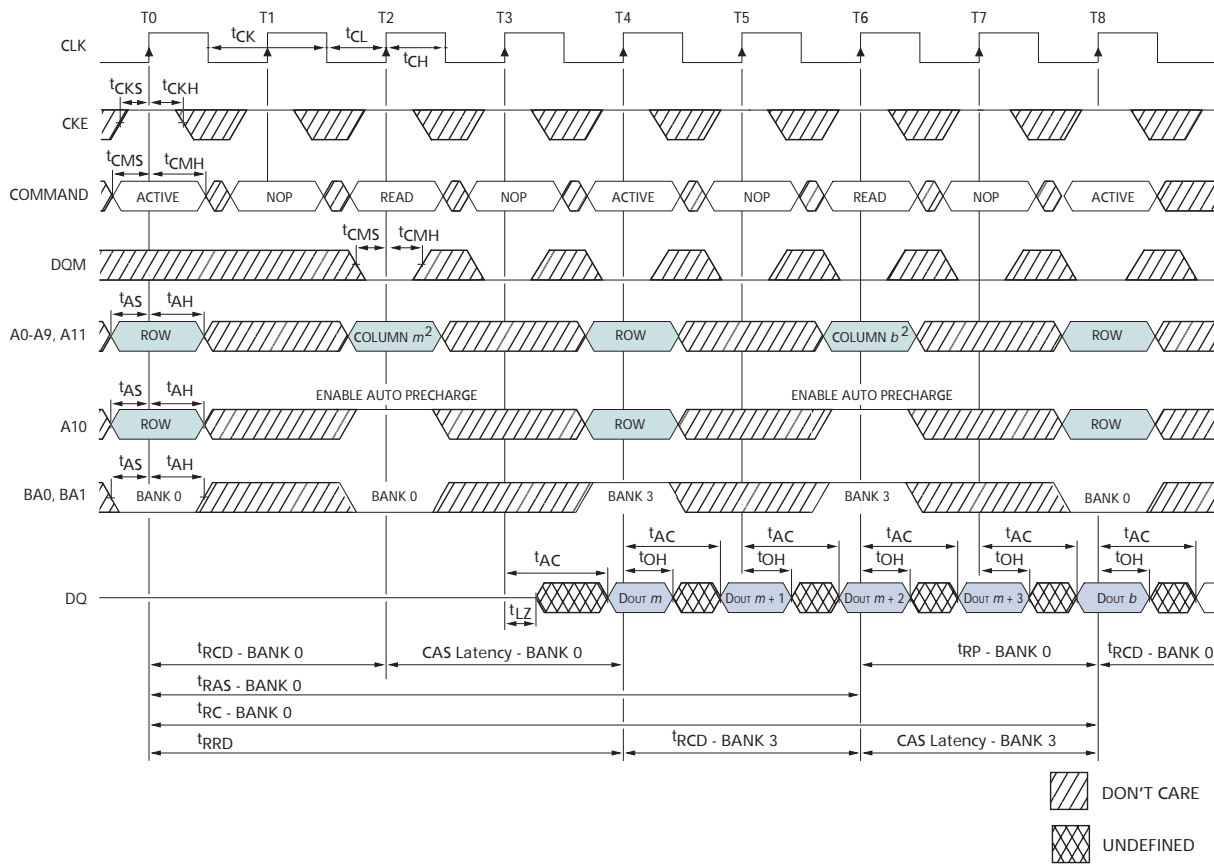 T0 T1 T2 T3 T4 T5 T6 T7 T8
CLK
tCK tCL tCH
tCKS tCKH
CKE
tCMS tCMH
COMMAND ACTIVE NOP READ NOP ACTIVE NOP READ NOP ACTIVE
tCMS tCMH
DQM
tAS tAH
A0-A9, A11 ROW COLUMN m2 ROW COLUMN b2 ROW
tAS tAH ENABLE AUTO PRECHARGE ENABLE AUTO PRECHARGE
A10 ROW ROW ROW
tAS tAH
BA0, BA1 BANK 0 BANK 0 BANK 3 BANK 3 BANK 0
tAC tAC tAC tAC tAC tAC
tOH tOH tOH tOH tOH
DQ DOUT m DOUT m + 1 DOUT m + 2 DOUT m + 3 DOUT b
tLZ
tRCD - BANK 0 CAS Latency - BANK 0 tRP - BANK 0 tRCD - BANK 0
tRAS - BANK 0
tRC - BANK 0
tRRD tRCD - BANK 3 CAS Latency - BANK 3
DON'T CARE
UNDEFINED